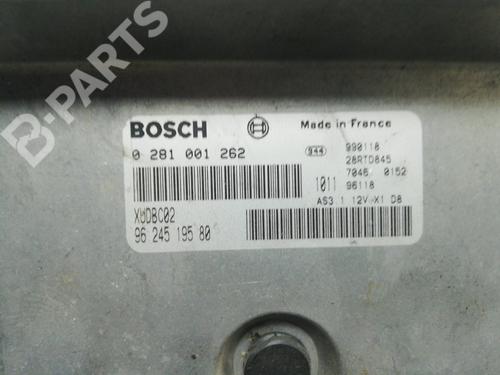 B-PARTS
BOSCH
Made in France
0 281 001 262
944
990118
28RTD845
7046 0152
1011 96118
AS3.1 12V-X1 D8
XUDBC02
96 245 195 80